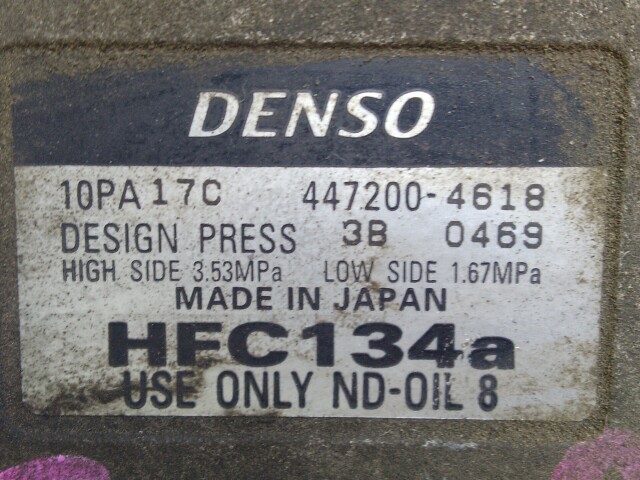 DENSO
10PA17C 447200-4618
DESIGN PRESS 3B 0469
HIGH SIDE 3.53MPa LOW SIDE 1.67MPa
MADE IN JAPAN
HFC134a
USE ONLY ND-OIL 8